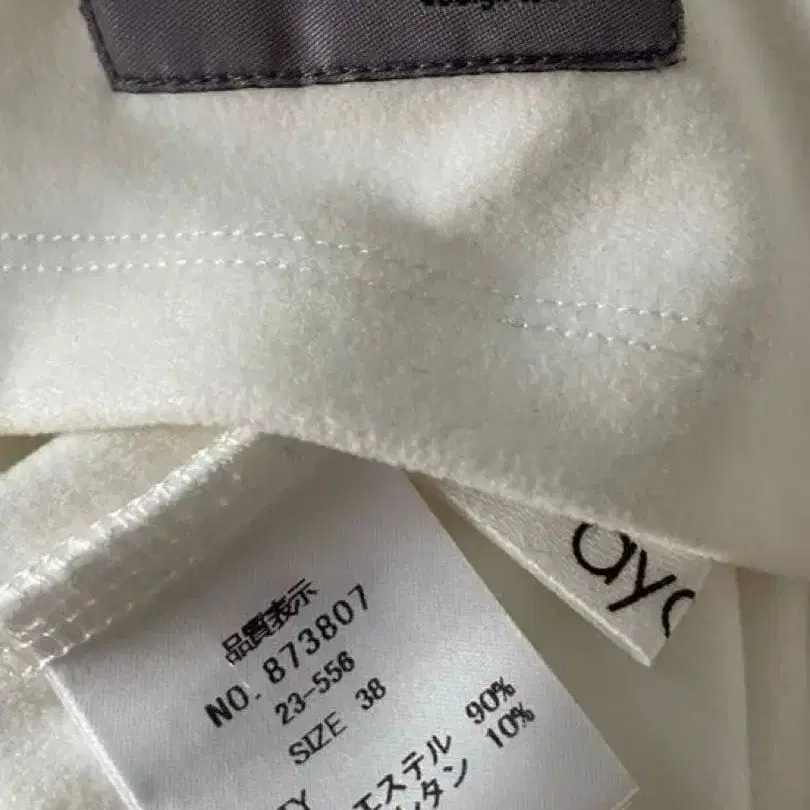 ayc
品質表示
NO. 873807
23-556
SIZE 38
エステル 90%
タン 10%
TY